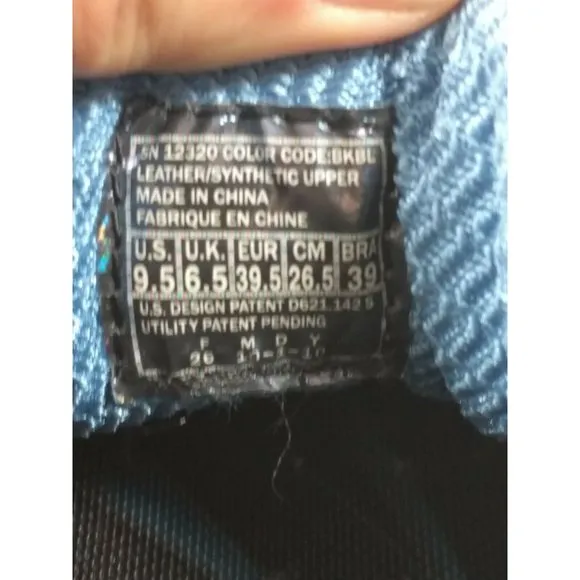 SN 12320 COLOR CODE:BKBL
LEATHER/SYNTHETIC UPPER
MADE IN CHINA
FABRIQUE EN CHINE
U.S. U.K. EUR CM BRA
9.5 6.5 39.5 26.5 39
U.S. DESIGN PATENT D621.142 S
UTILITY PATENT PENDING
F M D Y
26